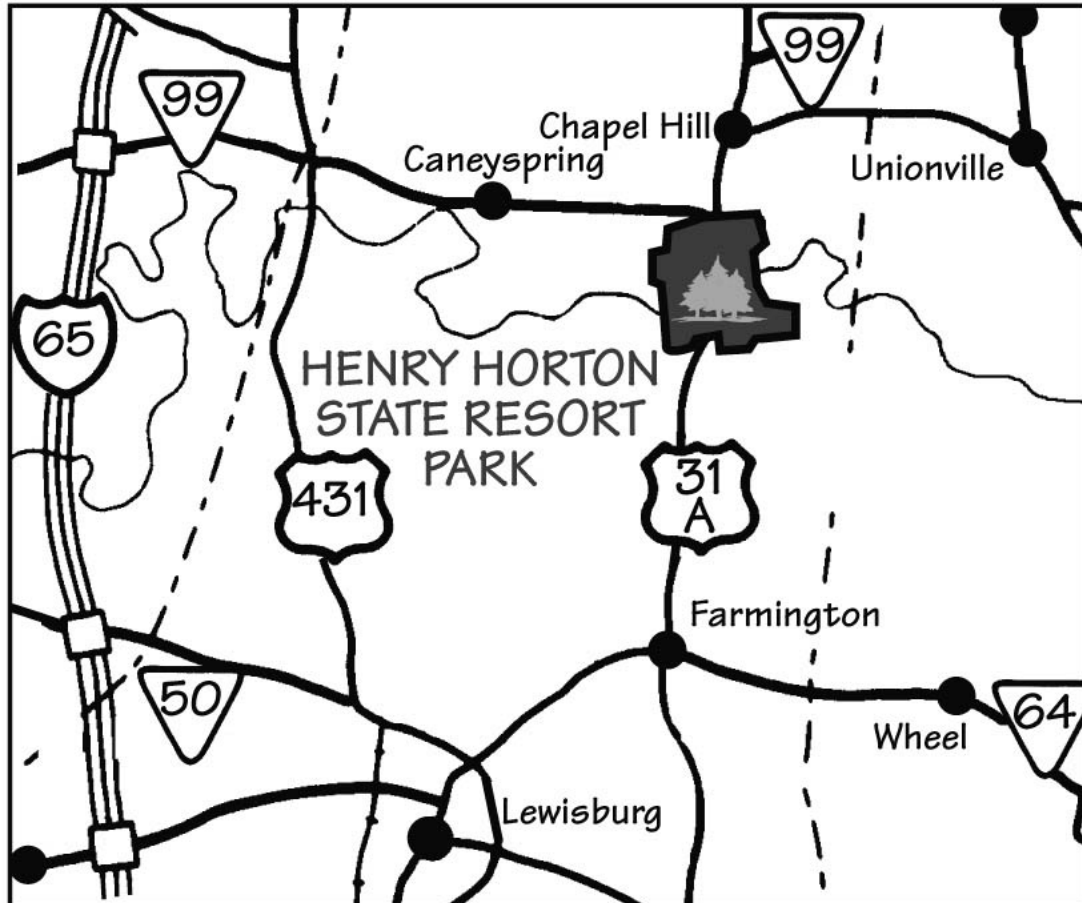 99
99
Chapel Hill
Caneyspring
Unionville
65
HENRY HORTON
STATE RESORT
PARK
431
31
A
Farmington
50
64
Wheel
Lewisburg